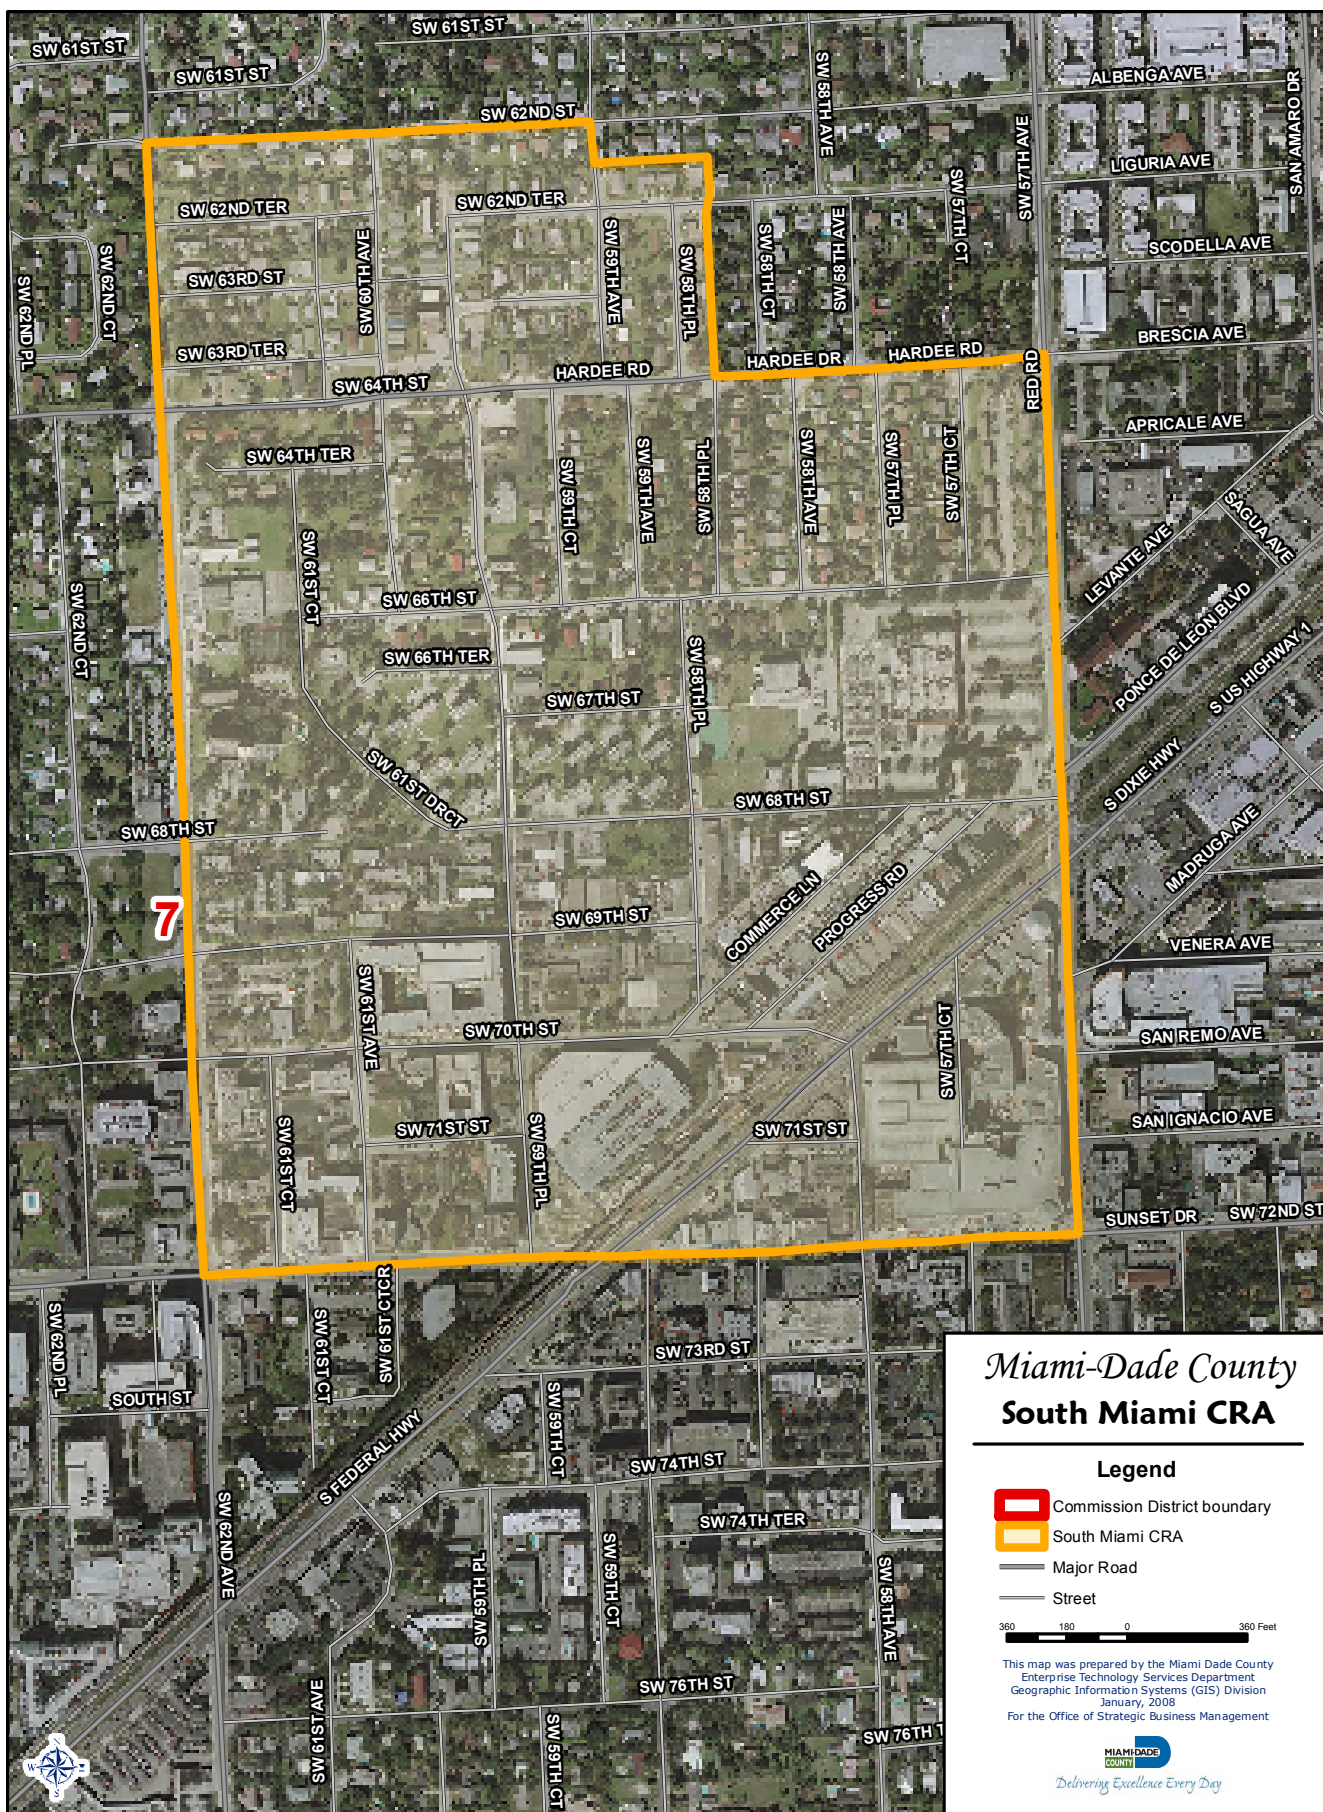 SW 61ST ST
SW 61ST ST
SW 61ST ST
SW 58TH AVE
ALBENGA AVE
SAN AMARO DR
SW 62ND ST
SW 57TH AVE
LIGURIA AVE
SW 62ND TER
SW 62ND TER
SW 57TH CT
SCODELLA AVE
SW 62ND PL
SW 62ND CT
SW 63RD ST
SW 60TH AVE
SW 59TH AVE
SW 58TH PL
SW 58TH CT
SW 58TH AVE
BRESCIA AVE
SW 63RD TER
SW 64TH ST
HARDEE RD
HARDEE DR
HARDEE RD
RED RD
APRICALE AVE
SW 64TH TER
SW 59TH CT
SW 59TH AVE
SW 58TH PL
SW 58TH AVE
SW 57TH PL
SW 57TH CT
SAGUA AVE
LEVANTE AVE
SW 61ST CT
SW 62ND CT
SW 66TH ST
SW 66TH TER
SW 67TH ST
SW 58TH PL
PONCE DE LEON BLVD
S US HIGHWAY 1
SW 61ST DRCT
S DIXIE HWY
SW 68TH ST
SW 68TH ST
MADRUGA AVE
7
SW 69TH ST
COMMERCE LN
PROGRESS RD
VENERA AVE
SW 61ST AVE
SW 70TH ST
SW 57TH CT
SAN REMO AVE
SW 61ST CT
SW 71ST ST
SW 59TH PL
SW 71ST ST
SAN IGNACIO AVE
SUNSET DR
SW 72ND ST
SW 62ND PL
SW 61ST CT
SW 61ST CTCR
SW 73RD ST
SOUTH ST
S FEDERAL HWY
SW 59TH CT
SW 74TH ST
SW 62ND AVE
SW 74TH TER
SW 59TH PL
SW 59TH CT
SW 58TH AVE
SW 76TH ST
SW 61ST AVE
SW 59TH CT
SW 76TH T
N
W
S
Miami-Dade County
South Miami CRA
Legend
Commission District boundary
South Miami CRA
Major Road
Street
360 180 0 360 Feet
This map was prepared by the Miami Dade County
Enterprise Technology Services Department
Geographic Information Systems (GIS) Division
January, 2008
For the Office of Strategic Business Management
MIAMI-DADE
COUNTY
Delivering Excellence Every Day